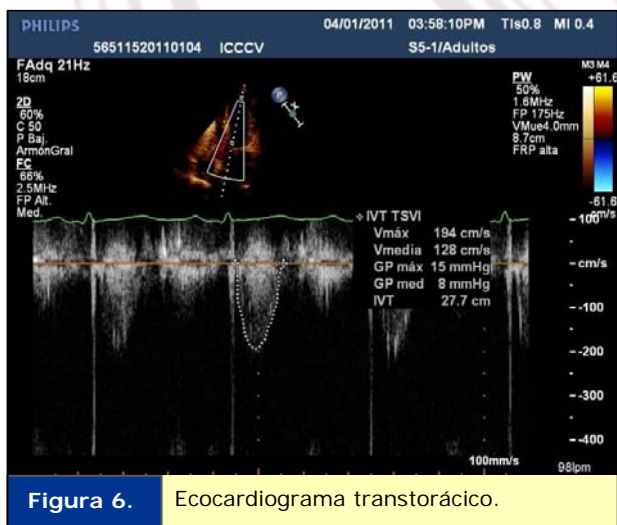 PHILIPS
04/01/2011 03:58:10PM TIs0.8 MI 0.4
56511520110104 ICCCV S5-1/Adultos
FAdq 21Hz
18cm
2D
60%
C 50
P Baj.
ArmónGral
FC
66%
2.5MHz
FP Alt.
Med.
P
PW
50%
1.6MHz
FP 175Hz
VMue4.0mm
8.7cm
FRP alta
M3 M4
+61.6
-61.6
cm/s
IVT TSVI
Vmáx 194 cm/s
Vmedia 128 cm/s
GP máx 15 mmHg
GP med 8 mmHg
IVT 27.7 cm
-100
-cm/s
--100
--200
--300
--400
100mm/s
98lpm
Figura 6. Ecocardiograma transtorácico.